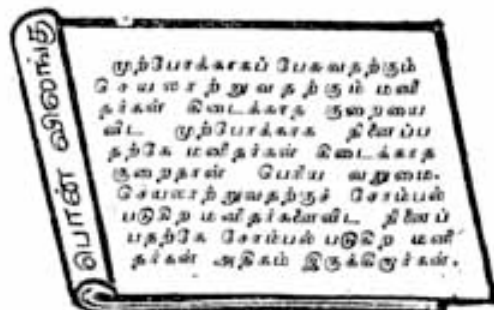 பொன் விலங்கு
முற்போக்காகப் பேசுவதற்கும்
செயலாற்றுவதற்கும் மனி
தர்கள் கிடைக்காத குறையை
விட முற்போக்காக நினைப்ப
தற்கே மனிதர்கள் கிடைக்காத
குறைதான் பெரிய வறுமை.
செயலாற்றுவதற்குச் சோம்பல்
படுகிற மனிதர்களைவிட நினைப்
பதற்கே சோம்பல் படுகிற மனி
தர்கள் அதிகம் இருக்கிறார்கள்.